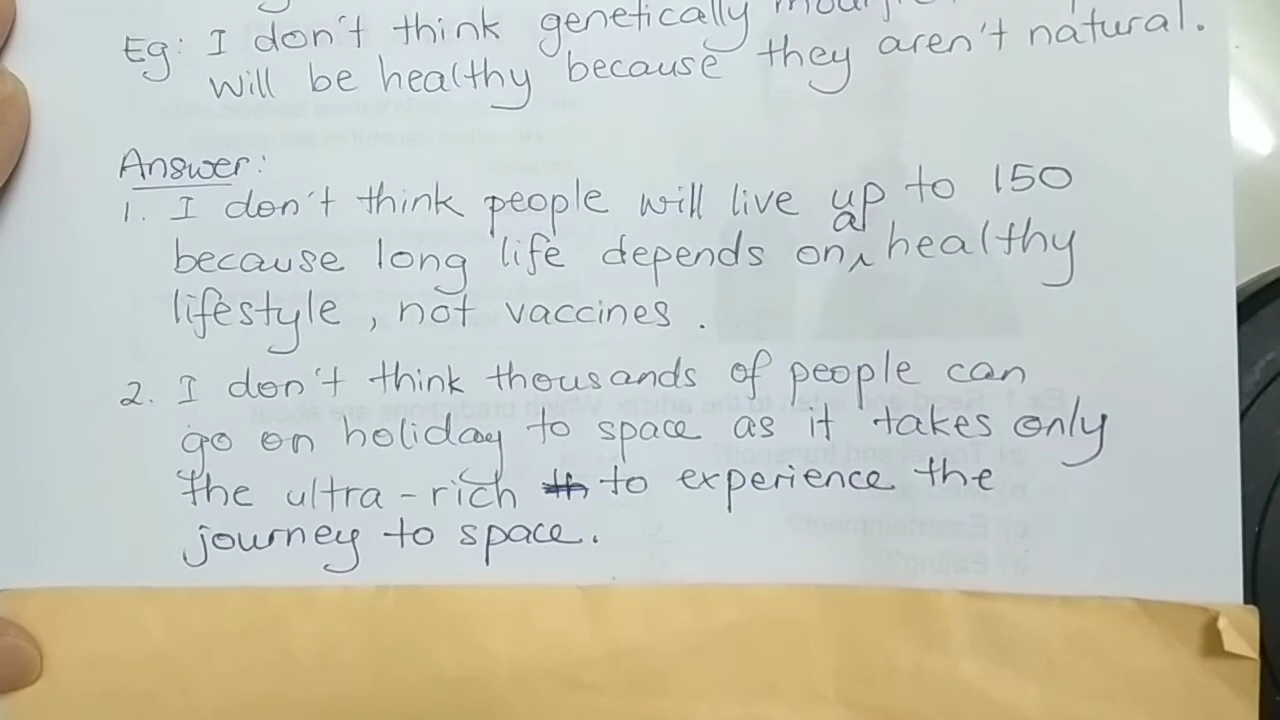 Eg: I don't think genetically
will be healthy because they aren't natural.
Answer:
1. I don't think people will live up to 150
because long life depends on a healthy
lifestyle, not vaccines.
2. I don't think thousands of people can
go on holiday to space as it takes only
the ultra-rich to experience the
journey to space.